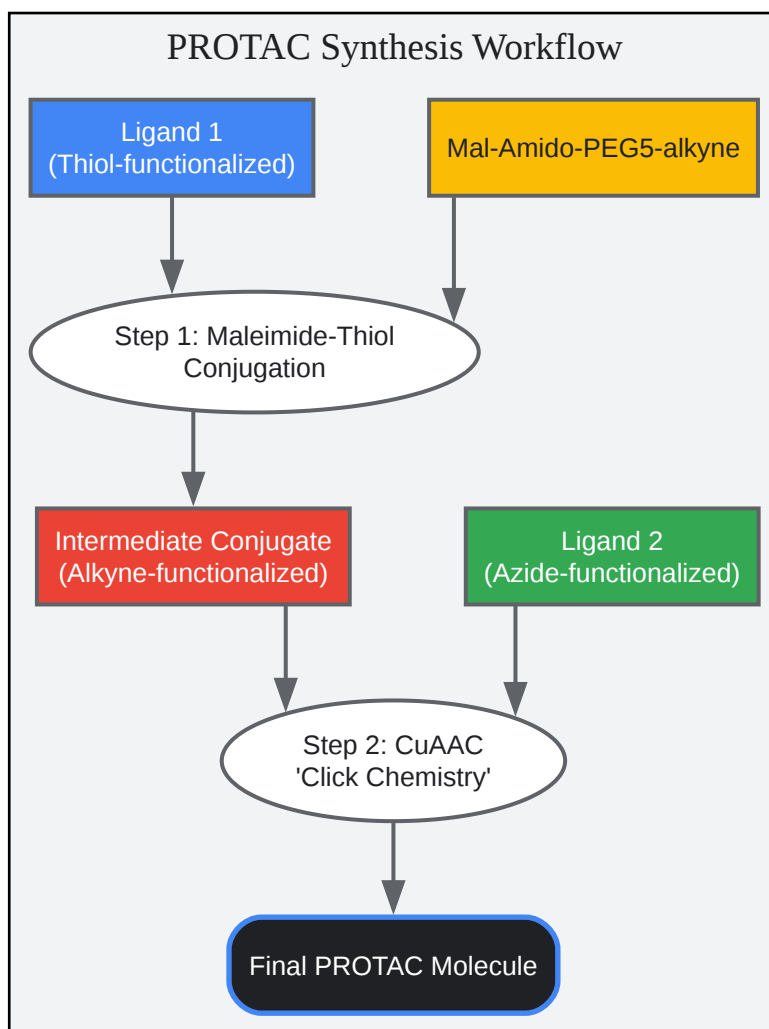 PROTAC Synthesis Workflow
Ligand 1
(Thiol-functionalized)
Mal-Amido-PEG5-alkyne
Step 1: Maleimide-Thiol
Conjugation
Intermediate Conjugate
(Alkyne-functionalized)
Ligand 2
(Azide-functionalized)
Step 2: CuAAC
'Click Chemistry'
Final PROTAC Molecule